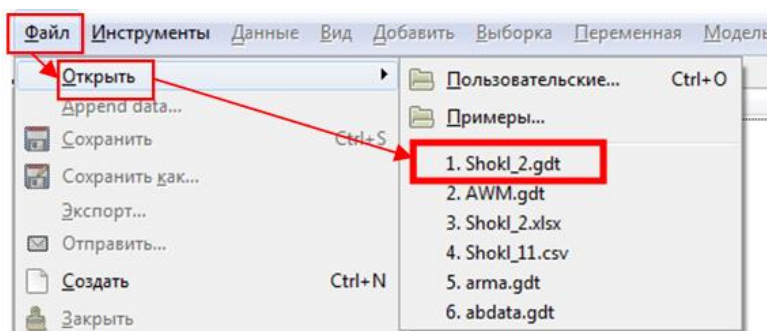 Файл Инструменты Данные Вид Добавить Выборка Переменная Модель
Открыть
Append data...
Сохранить Ctrl+S
Сохранить как...
Экспорт...
Отправить...
Создать Ctrl+N
Закрыть
Пользовательские... Ctrl+O
Примеры...
1. Shokl_2.gdt
2. AWM.gdt
3. Shokl_2.xlsx
4. Shokl_11.csv
5. arma.gdt
6. abdata.gdt